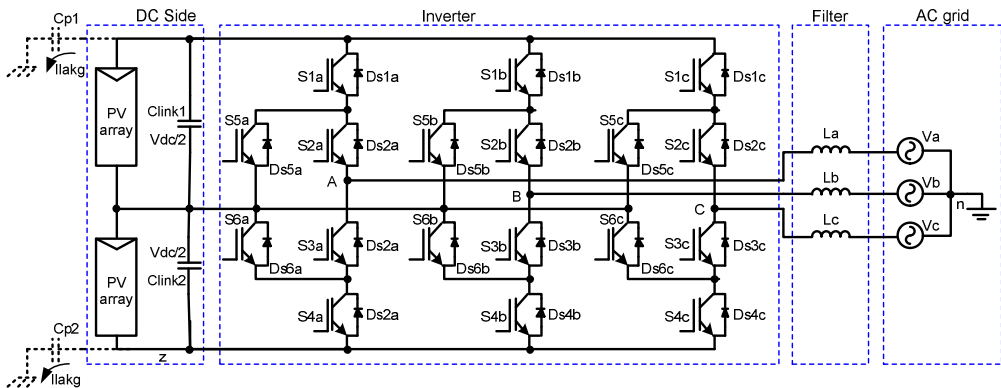 DC Side
Inverter
Filter
AC grid
Cp1
Ilakg
PV
array
Clink1
Vdc/2
S1a
Ds1a
S1b
Ds1b
S1c
Ds1c
S5a
S2a
Ds2a
Ds5a
S5b
S2b
Ds2b
Ds5b
S5c
S2c
Ds2c
Ds5c
A
B
C
La
Va
Lb
Vb
Lc
Vc
n
PV
array
Vdc/2
Clink2
S6a
S3a
Ds2a
Ds6a
S6b
S3b
Ds3b
Ds6b
S6c
S3c
Ds3c
Ds6c
S4a
Ds2a
S4b
Ds4b
S4c
Ds4c
Cp2
Ilakg
z